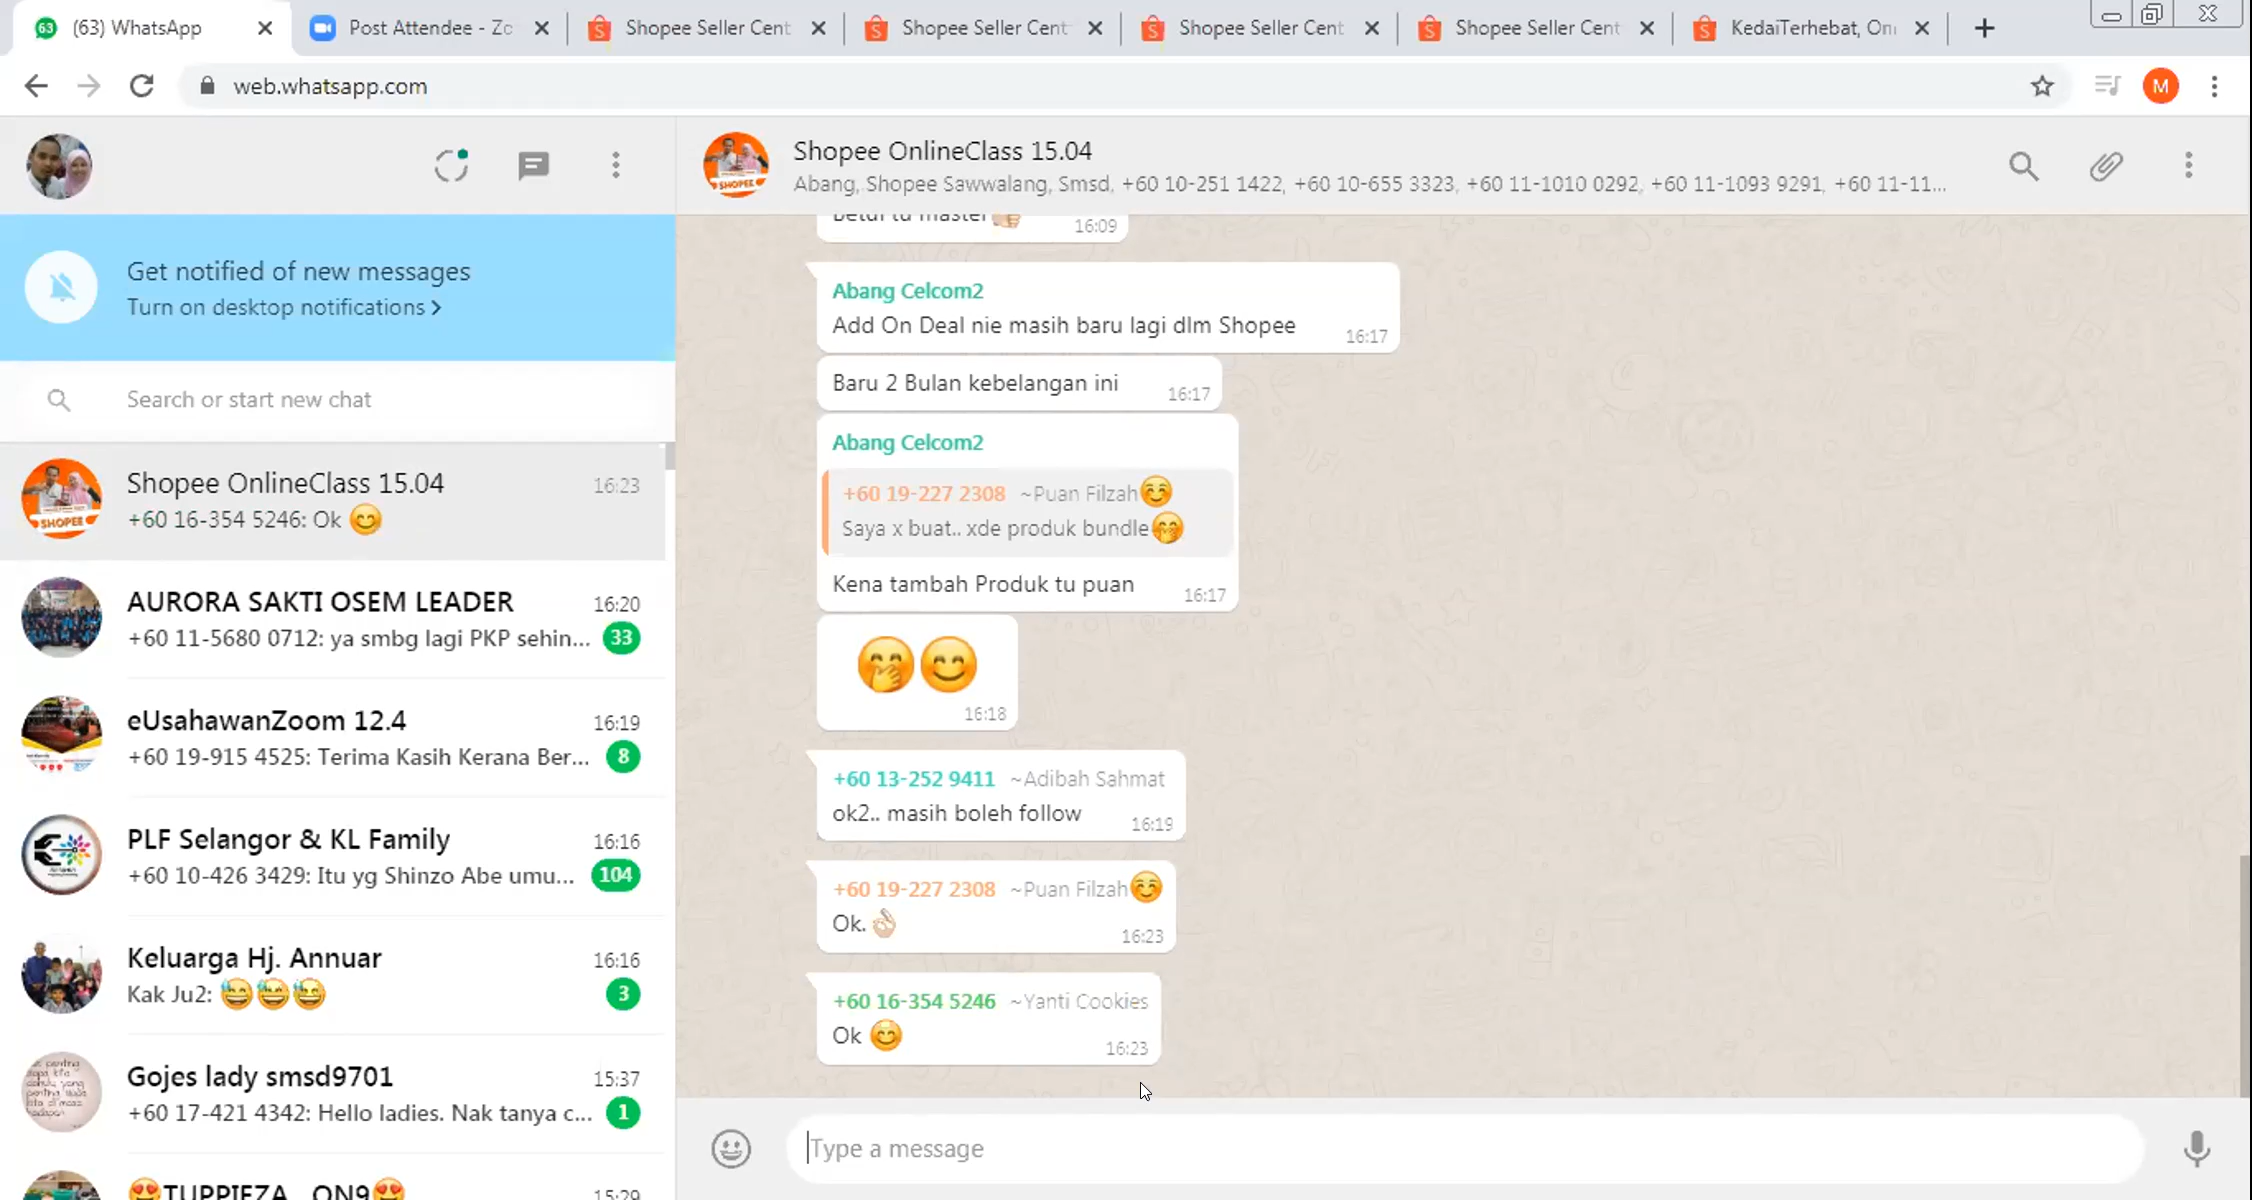 63
(63) WhatsApp
Post Attendee - Zo
Shopee Seller Cent
Shopee Seller Cent
Shopee Seller Cent
Shopee Seller Cent
KedaiTerhebat, Onl
web.whatsapp.com
M
Shopee OnlineClass 15.04
Abang, Shopee Sawwalang, Smsd, +60 10-251 1422, +60 10-655 3323, +60 11-1010 0292, +60 11-1093 9291, +60 11-11...
Get notified of new messages
Turn on desktop notifications >
Search or start new chat
SHOPEE
Shopee OnlineClass 15.04
16:23
+60 16-354 5246: Ok 😊
AURORA SAKTI OSEM LEADER
16:20
+60 11-5680 0712: ya smbg lagi PKP sehin...
33
eUsahawanZoom 12.4
16:19
+60 19-915 4525: Terima Kasih Kerana Ber...
8
PLF Selangor & KL Family
16:16
+60 10-426 3429: Itu yg Shinzo Abe umu...
104
Keluarga Hj. Annuar
16:16
Kak Ju2: 😅😅😅
3
Gojes lady smsd9701
15:37
+60 17-421 4342: Hello ladies. Nak tanya c...
1
😍TUPPIEZA_ ON9😍
15:29
SHOPEE
Betul tu master👍🏻
16:09
Abang Celcom2
Add On Deal nie masih baru lagi dlm Shopee
16:17
Baru 2 Bulan kebelangan ini
16:17
Abang Celcom2
+60 19-227 2308 ~Puan Filzah☺️
Saya x buat.. xde produk bundle🤭
Kena tambah Produk tu puan
16:17
🤭😊
16:18
+60 13-252 9411 ~Adibah Sahmat
ok2.. masih boleh follow
16:19
+60 19-227 2308 ~Puan Filzah☺️
Ok.👌🏻
16:23
+60 16-354 5246 ~Yanti Cookies
Ok 😊
16:23
Type a message